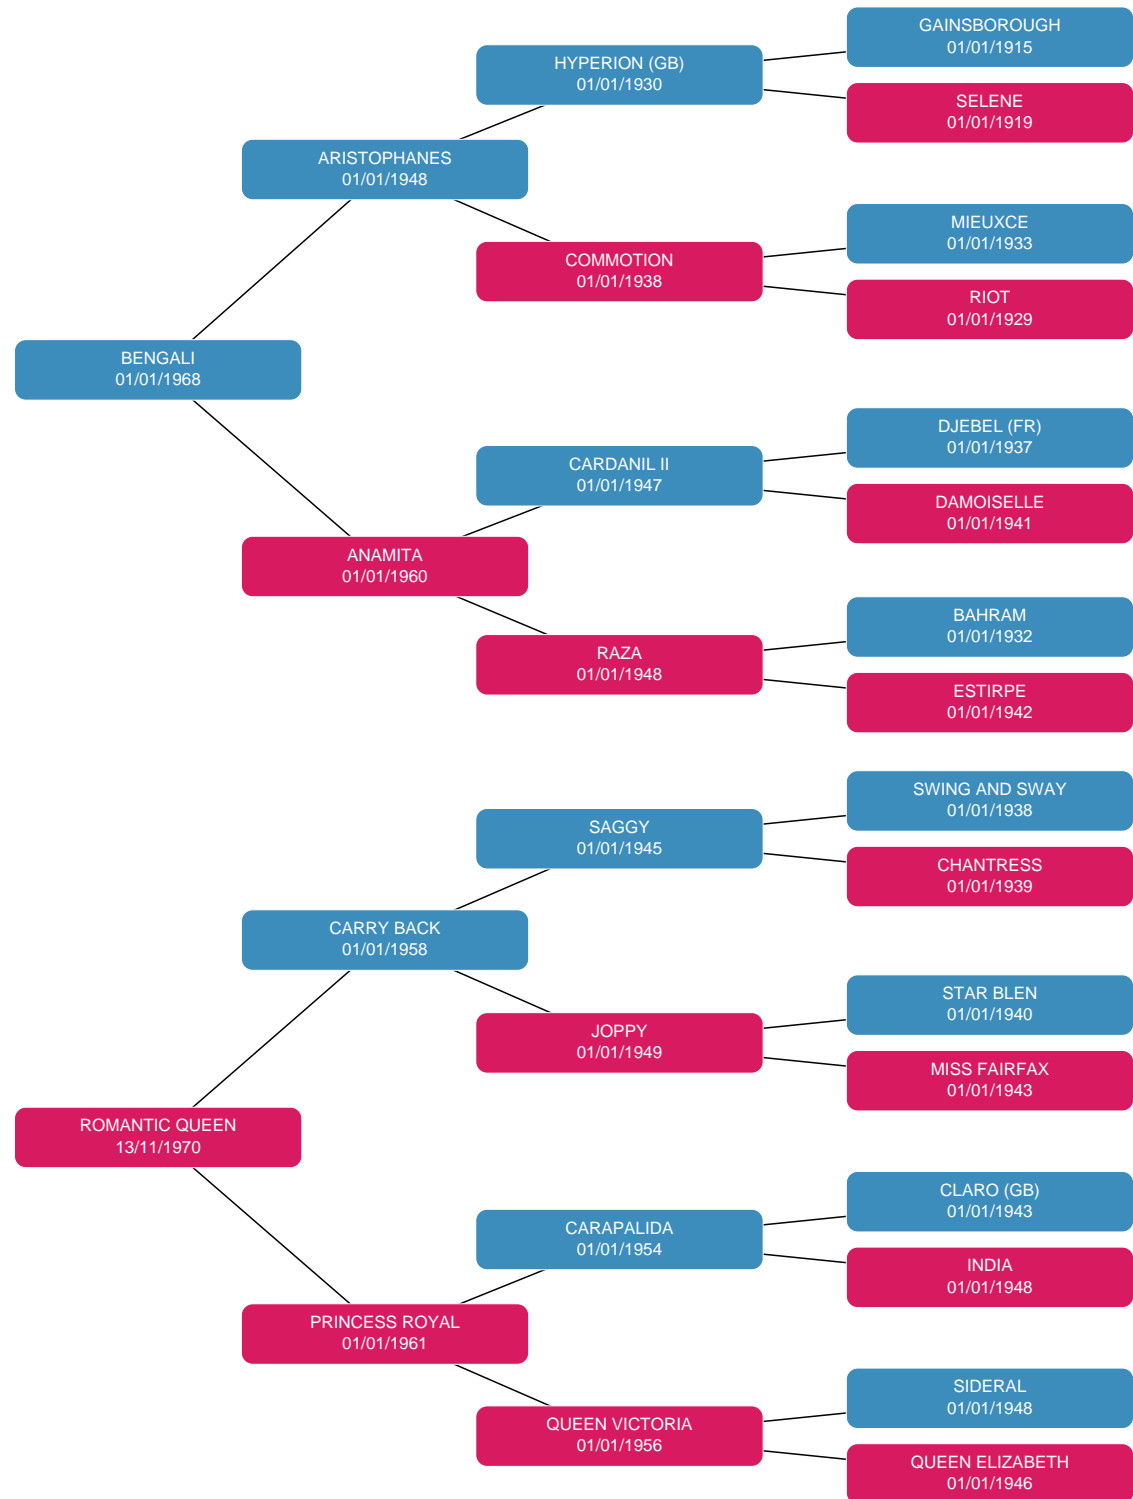 GAINSBOROUGH
01/01/1915
HYPERION (GB)
01/01/1930
SELENE
01/01/1919
ARISTOPHANES
01/01/1948
MIEUXCE
01/01/1933
COMMOTION
01/01/1938
RIOT
01/01/1929
BENGALI
01/01/1968
DJEBEL (FR)
01/01/1937
CARDANIL II
01/01/1947
DAMOISELLE
01/01/1941
ANAMITA
01/01/1960
BAHRAM
01/01/1932
RAZA
01/01/1948
ESTIRPE
01/01/1942
SWING AND SWAY
01/01/1938
SAGGY
01/01/1945
CHANTRESS
01/01/1939
CARRY BACK
01/01/1958
STAR BLEN
01/01/1940
JOPPY
01/01/1949
MISS FAIRFAX
01/01/1943
ROMANTIC QUEEN
13/11/1970
CLARO (GB)
01/01/1943
CARAPALIDA
01/01/1954
INDIA
01/01/1948
PRINCESS ROYAL
01/01/1961
SIDERAL
01/01/1948
QUEEN VICTORIA
01/01/1956
QUEEN ELIZABETH
01/01/1946